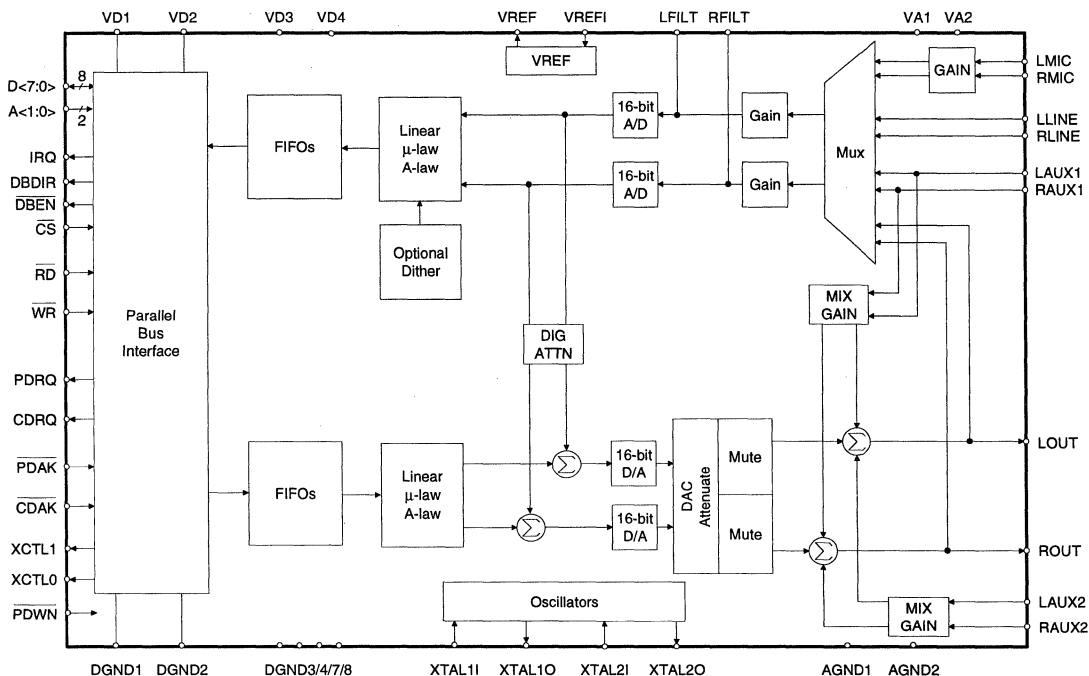 VD1
VD2
VD3
VD4
VREF
VREFI
LFILT
RFILT
VA1
VA2
VREF
GAIN
LMIC
RMIC
D<7:0>
8
A<1:0>
2
FIFOs
Linear
μ-law
A-law
16-bit
A/D
Gain
Mux
LLINE
RLINE
IRQ
DBDIR
DBEN
CS
16-bit
A/D
Gain
LAUX1
RAUX1
Optional
Dither
RD
WR
Parallel
Bus
Interface
MIX
GAIN
DIG
ATTN
PDRQ
CDRQ
PDAK
CDAK
XCTL1
XCTL0
PDWN
FIFOs
Linear
μ-law
A-law
Σ
16-bit
D/A
Σ
16-bit
D/A
DAC
Attenuate
Mute
Mute
Σ
LOUT
Σ
ROUT
Oscillators
MIX
GAIN
LAUX2
RAUX2
DGND1
DGND2
DGND3/4/7/8
XTAL1I
XTAL1O
XTAL2I
XTAL2O
AGND1
AGND2